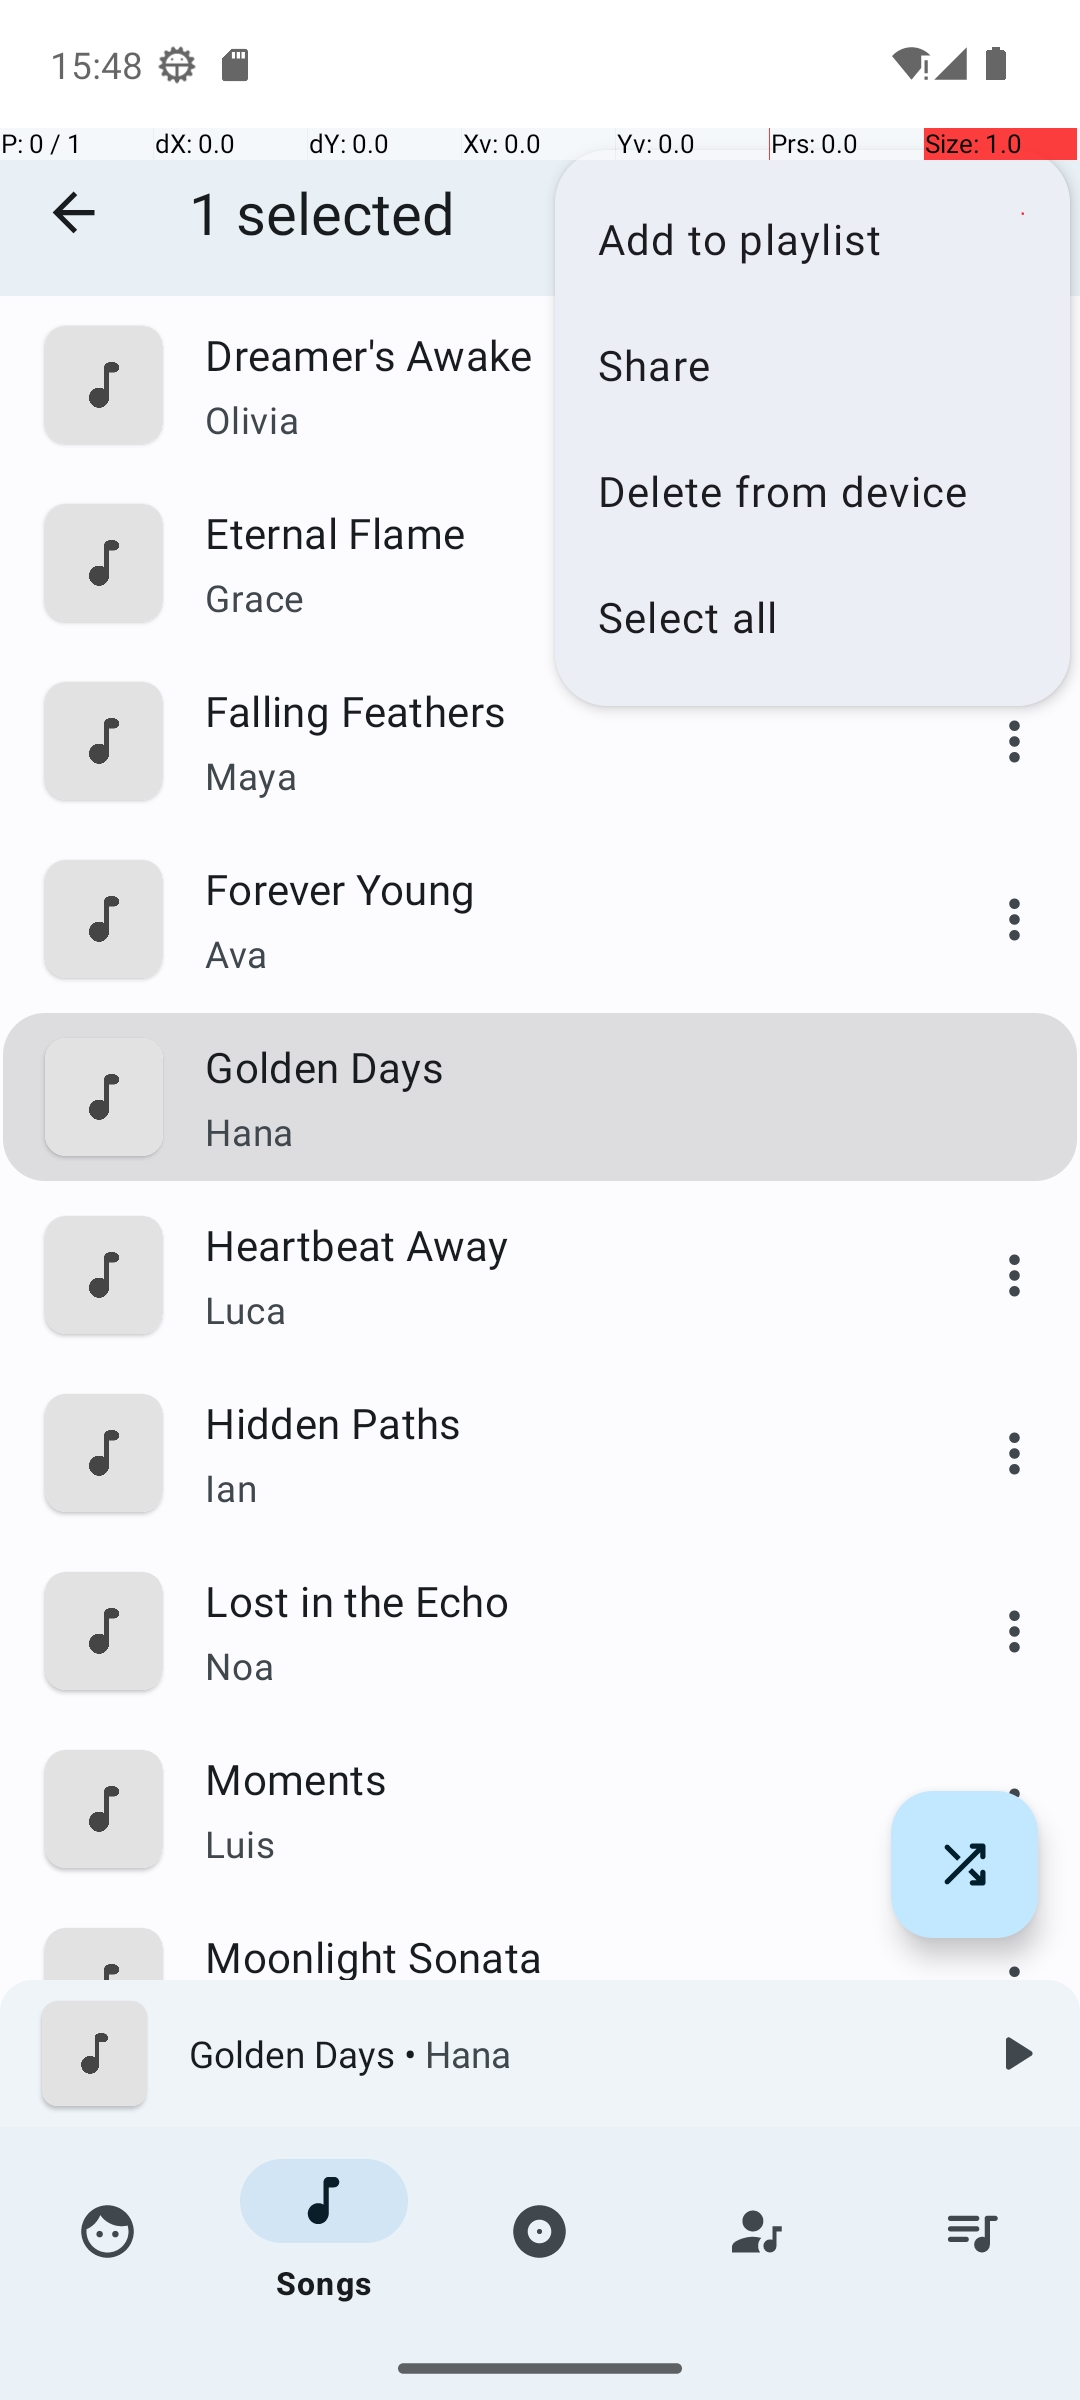 15:48
P: 0 / 1 dX: 0.0 dY: 0.0 Xv: 0.0 Yv: 0.0 Prs: 0.0 Size: 1.0
1 selected
Add to playlist
Share
Delete from device
Select all
Dreamer's Awake
Olivia
Eternal Flame
Grace
Falling Feathers
Maya
Forever Young
Ava
Golden Days
Hana
Heartbeat Away
Luca
Hidden Paths
Ian
Lost in the Echo
Noa
Moments
Luis
Moonlight Sonata
Golden Days • Hana
Songs